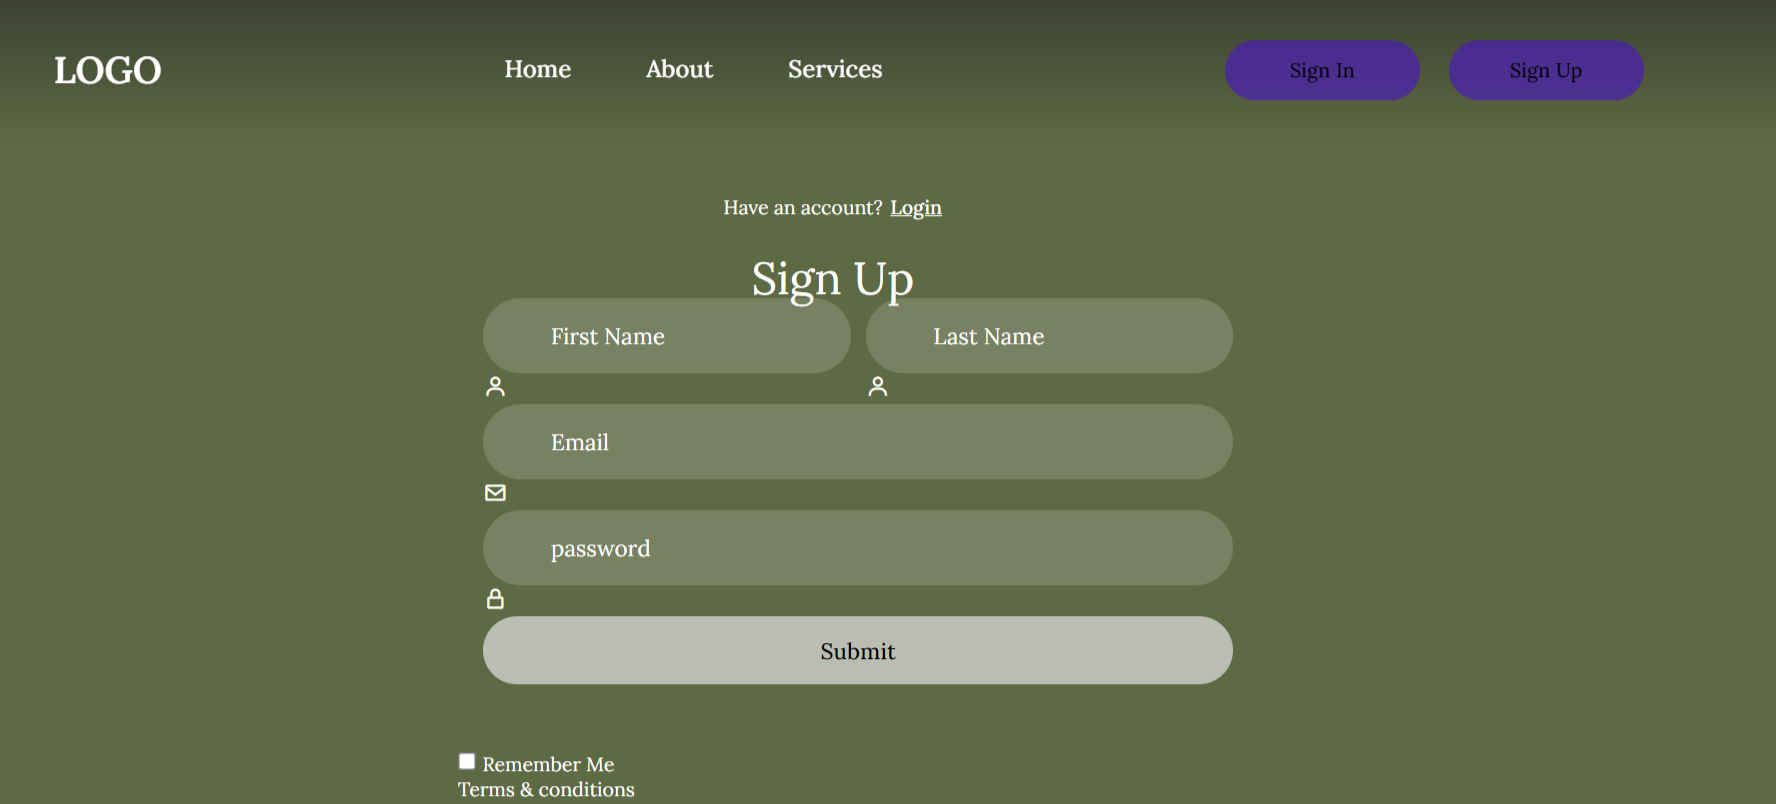 LOGO Home About Services Sign In Sign Up
Have an account? Login
Sign Up
First Name Last Name
Email
password
Submit
Remember Me
Terms & conditions